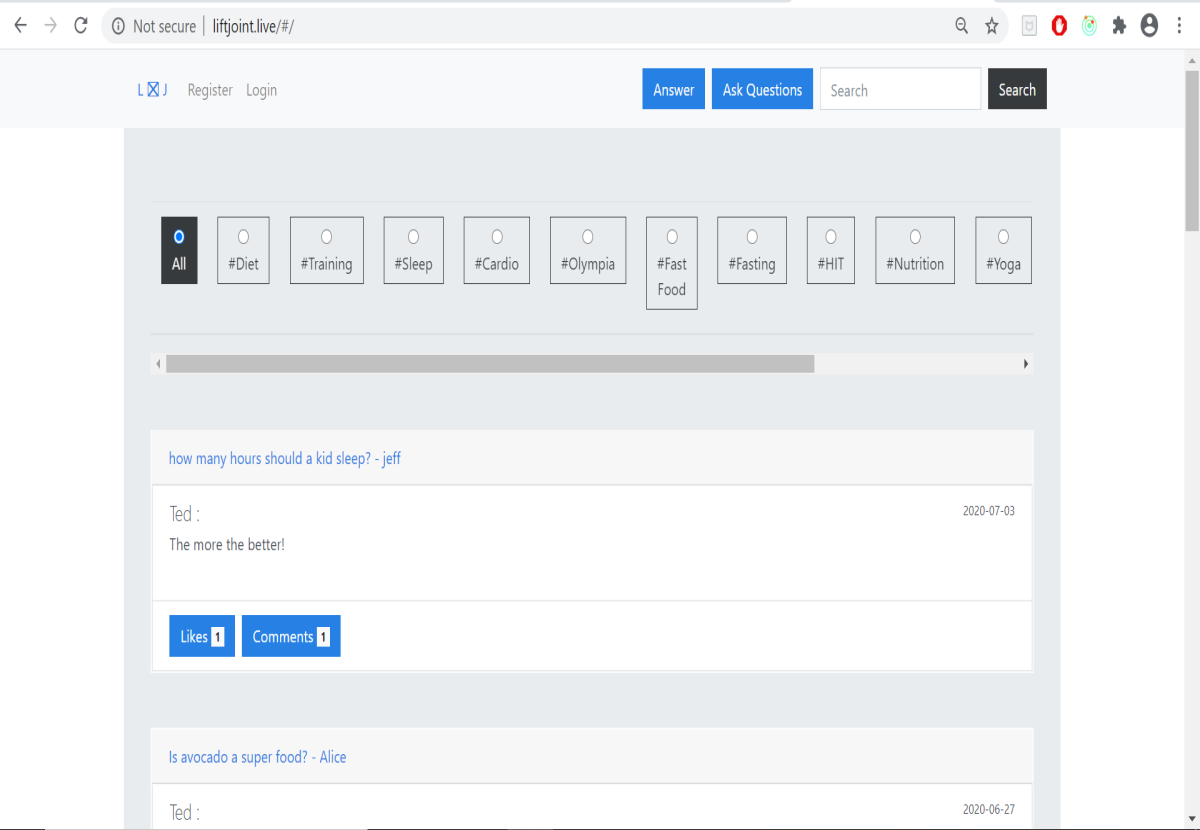 Not secure | liftjoint.live/#/
L J Register Login Answer Ask Questions Search Search
All #Diet #Training #Sleep #Cardio #Olympia #Fast Food #Fasting #HIT #Nutrition #Yoga
how many hours should a kid sleep? - jeff
Ted : 2020-07-03
The more the better!
Likes 1 Comments 1
Is avocado a super food? - Alice
Ted : 2020-06-27